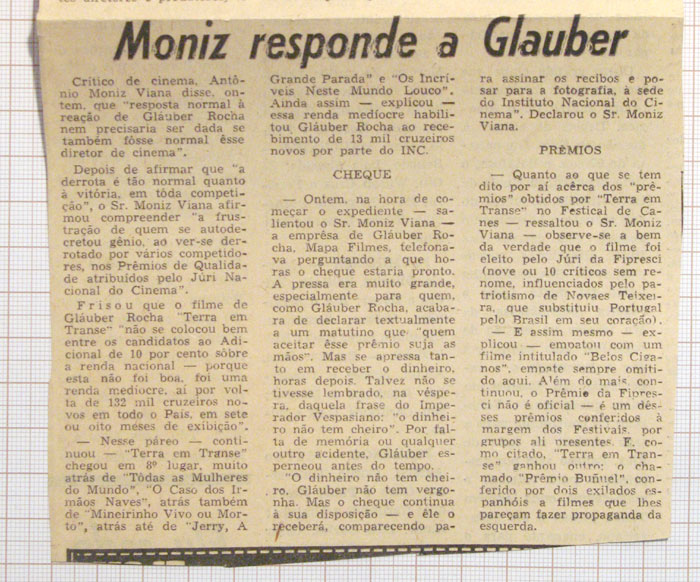 Moniz responde a Glauber
Crítico de cinema, Antô-
nio Moniz Viana disse, on-
tem, que "resposta normal à
reação de Gláuber Rocha
nem precisaria ser dada se
também fôsse normal êsse
diretor de cinema".
Depois de afirmar que "a
derrota é tão normal quanto
à vitória, em tôda competi-
ção", o Sr. Moniz Viana afir-
mou compreender "a frus-
tração de quem se autode-
cretou gênio, ao ver-se der-
rotado por vários competido-
res, nos Prêmios de Qualida-
de atribuídos pelo Júri Na-
cional do Cinema".
Frisou que o filme de
Gláuber Rocha "Terra em
Transe" "não se colocou bem
entre os candidatos ao Adi-
cional de 10 por cento sôbre
a renda nacional — porque
esta não foi boa, foi uma
renda medíocre, aí por volta
de 132 mil cruzeiros no-
vos em todo o País, em sete
ou oito mêses de exibição".
— Nesse páreo — conti-
nuou — "Terra em Transe"
chegou em 8º lugar, muito
atrás de "Tôdas as Mulheres
do Mundo", "O Caso dos Ir-
mãos Naves", atrás também
de "Mineirinho Vivo ou Mor-
to", atrás até de "Jerry, A
Grande Parada" e "Os Incrí-
veis Neste Mundo Louco".
Ainda assim — explicou —
essa renda medíocre habili-
tou Gláuber Rocha ao rece-
bimento de 13 mil cruzeiros
novos por parte do INC.
CHEQUE
— Ontem, na hora de co-
meçar o expediente — sa-
lientou o Sr. Moniz Viana —
a emprêsa de Gláuber Ro-
cha, Mapa Filmes, telefona-
va perguntando a que ho-
ras o cheque estaria pronto.
A pressa era muito grande,
especialmente para quem,
como Gláuber Rocha, acaba-
ra de declarar textualmente
a um matutino que "quem
aceitar êsse prêmio suja as
mãos". Mas se apressa tan-
to em receber o dinheiro,
horas depois. Talvez não se
tivesse lembrado, na véspe-
ra, daquela frase do Impe-
rador Vespasiano: "o dinhei-
ro não tem cheiro". Por fal-
ta de memória ou qualquer
outro acidente, Gláuber es-
perneou antes do tempo.
"O dinheiro não tem chei-
ro, Gláuber não tem vergo-
nha. Mas o cheque continua
à sua disposição — e êle o
receberá, comparecendo pa-
ra assinar os recibos e po-
sar para a fotografia, à sede
do Instituto Nacional do Ci-
nema". Declarou o Sr. Moniz
Viana.
PRÊMIOS
— Quanto ao que se tem
dito por aí acêrca dos "prê-
mios" obtidos por "Terra em
Transe" no Festical de Ca-
nes — ressaltou o Sr. Moniz
Viana — observe-se a bem
da verdade que o filme foi
eleito pelo Júri da Fipresci
(nove ou 10 críticos sem re-
nome, influenciados pelo pa-
triotismo de Novaes Teixei-
ra, que substituiu Portugal
pelo Brasil em seu coração).
— E assim mesmo — ex-
plicou — empatou com um
filme intitulado "Belos Ciga-
nos", empate sempre omiti-
do aqui. Além do mais, con-
tinuou, o Prêmio da Fipres-
ci não é oficial — é um dês-
ses prêmios conferidos à
margem dos Festivais, por
grupos ali presentes. E, co-
mo citado, "Terra em Tran-
se" ganhou outro: o cha-
mado "Prêmio Buñuel", con-
ferido por dois exilados es-
panhóis a filmes que lhes
pareçam fazer propaganda da
esquerda.